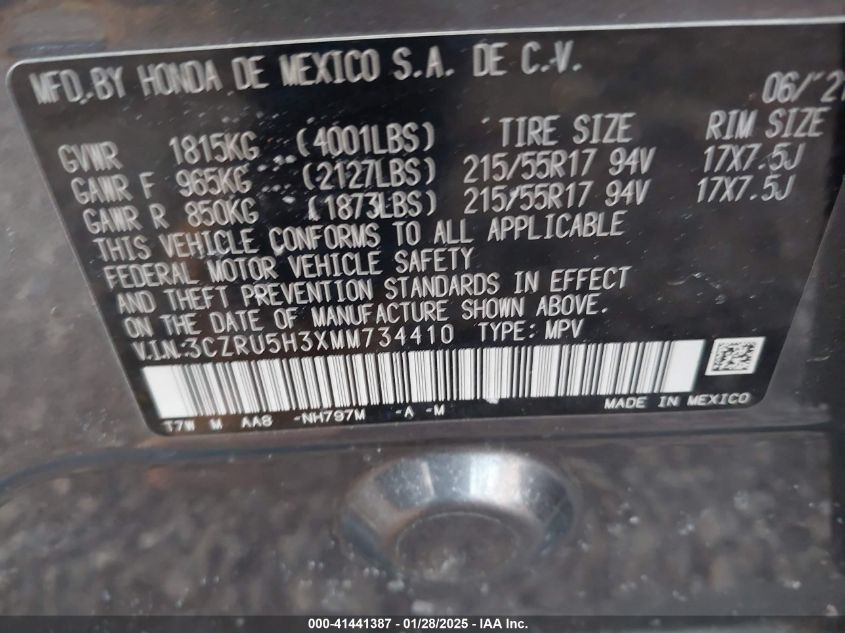 MFD. BY HONDA DE MEXICO S.A. DE C.V.
06/'21
GVWR 1815KG (4001LBS) TIRE SIZE RIM SIZE
GAWR F 965KG (2127LBS) 215/55R17 94V 17X7.5J
GAWR R 850KG (1873LBS) 215/55R17 94V 17X7.5J
THIS VEHICLE CONFORMS TO ALL APPLICABLE
FEDERAL MOTOR VEHICLE SAFETY
AND THEFT PREVENTION STANDARDS IN EFFECT
ON THE DATE OF MANUFACTURE SHOWN ABOVE.
V.I.N:3CZRU5H3XMM734410 TYPE: MPV
T7W M AA8 -NH797M -A -M MADE IN MEXICO
000-41441387 | 01/28/2025 | IAA Inc.